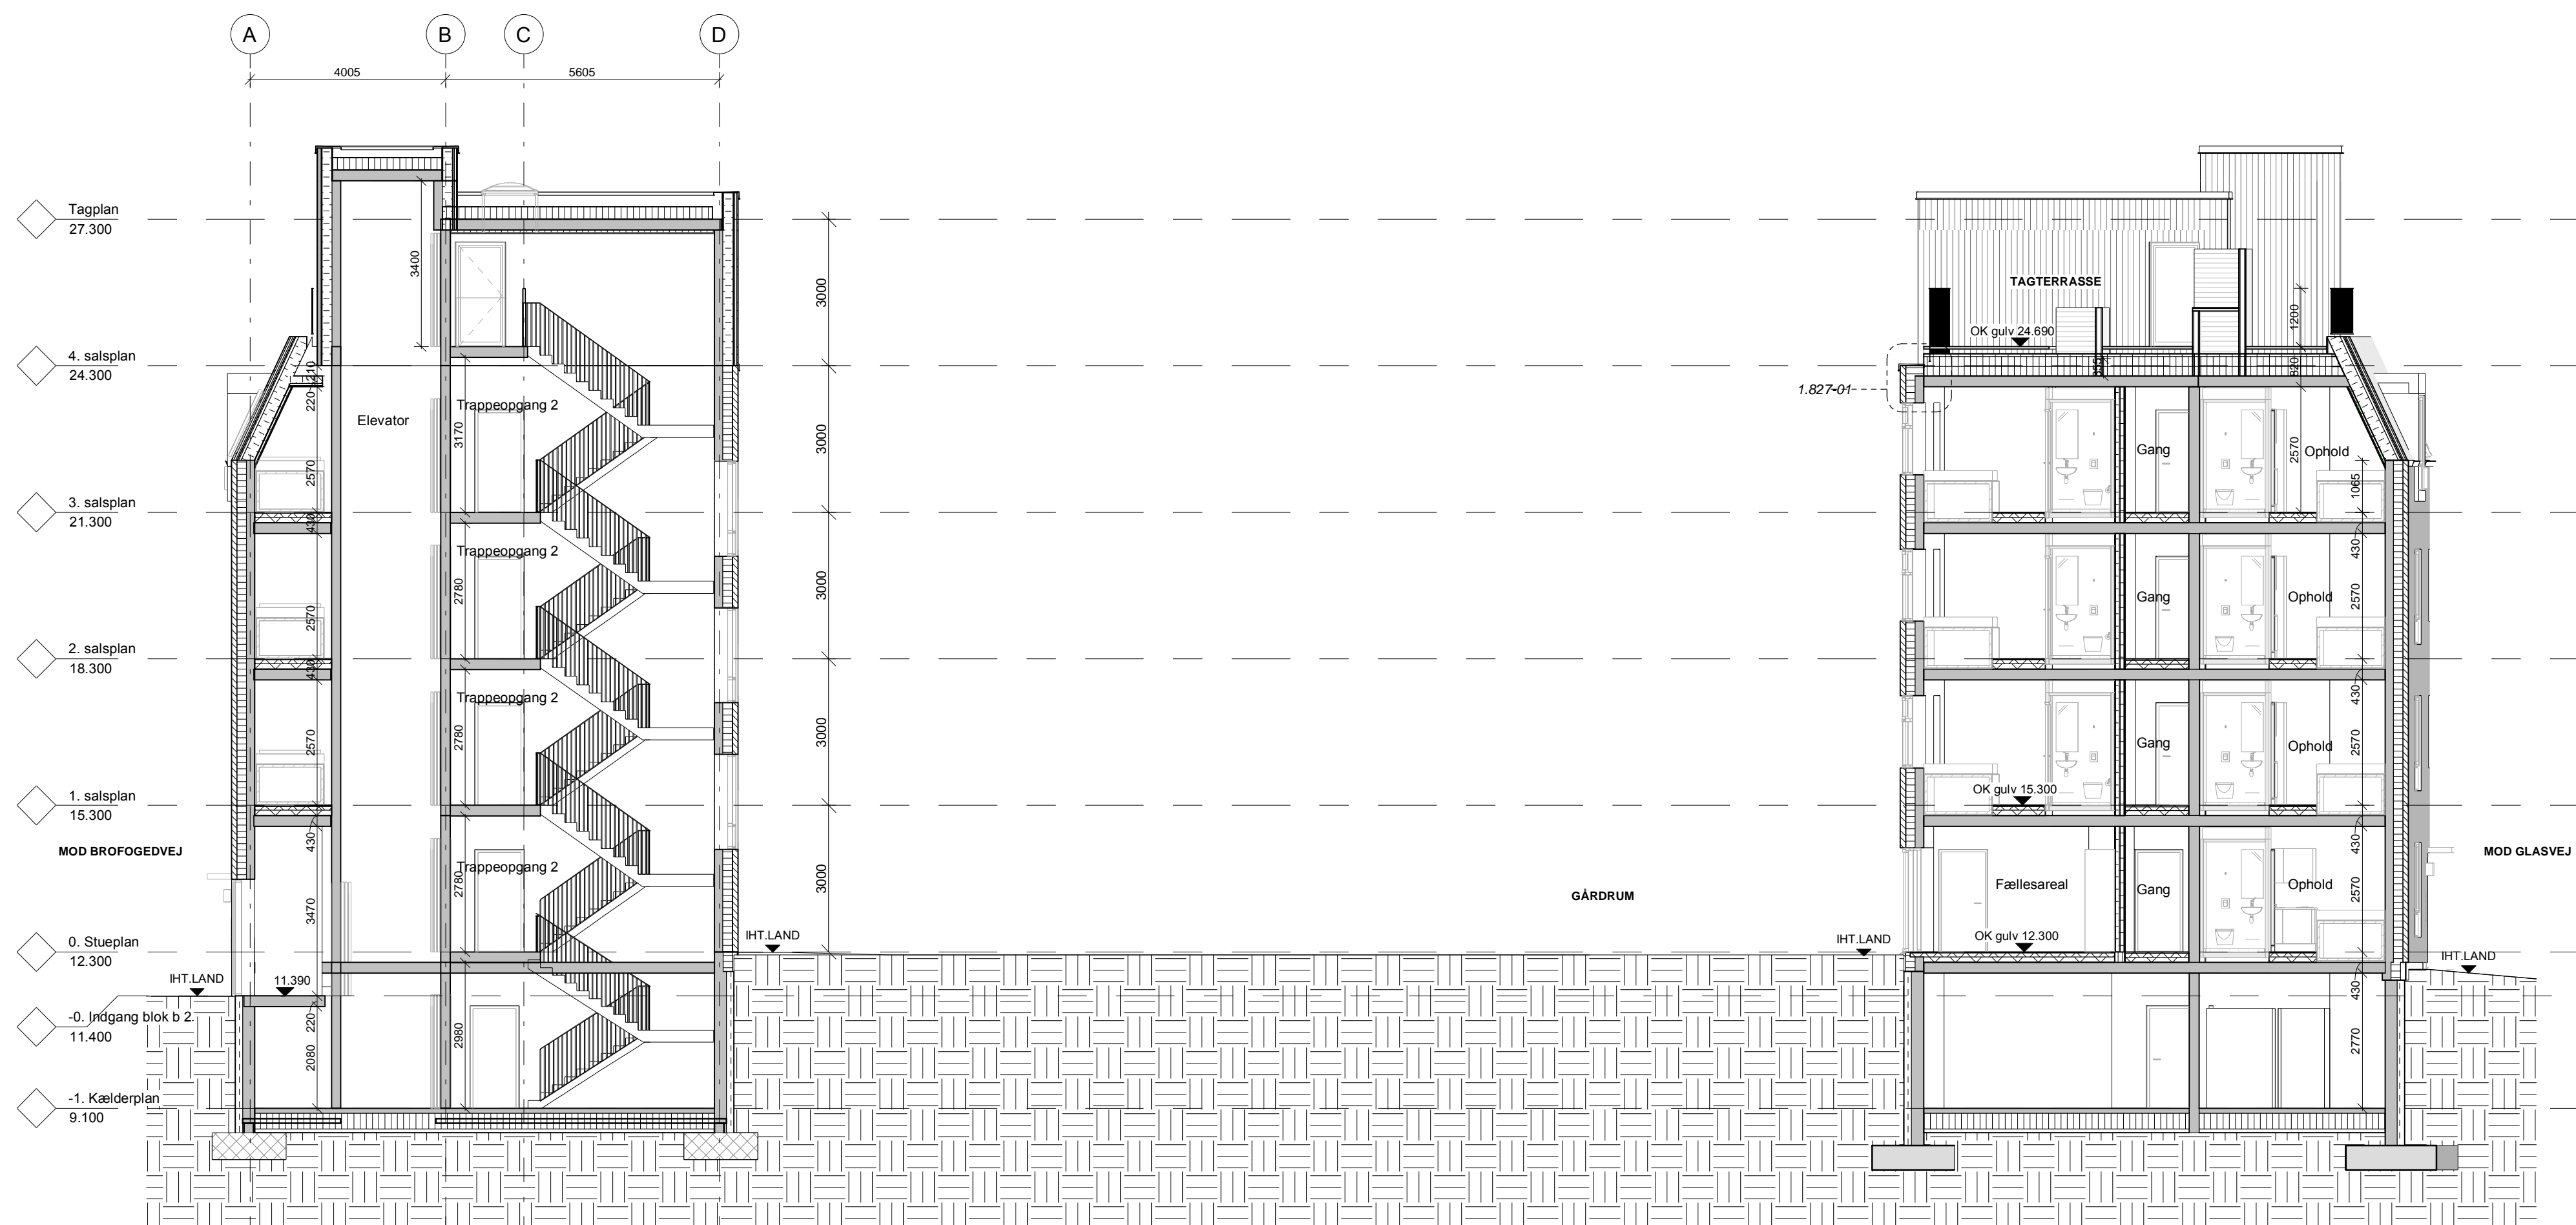 A
B
C
D
4005
5605
Tagplan
27.300
4. salsplan
24.300
3. salsplan
21.300
2. salsplan
18.300
1. salsplan
15.300
MOD BROFOGEDVEJ
0. Stueplan
12.300
-0. Indgang blok b 2
11.400
-1. Kælderplan
9.100
IHT.LAND
11.390
210
220
2570
430
2570
430
2570
430
3470
220
2080
Elevator
3400
3170
2780
2780
2780
2980
Trappeopgang 2
Trappeopgang 2
Trappeopgang 2
Trappeopgang 2
3000
3000
3000
3000
3000
IHT.LAND
GÅRDRUM
IHT.LAND
1.827-01
TAGTERRASSE
OK gulv 24.690
1200
820
355
2570
1065
Gang
Ophold
430
2570
Gang
Ophold
430
2570
Gang
Ophold
OK gulv 15.300
430
2570
Fællesareal
Gang
Ophold
OK gulv 12.300
430
2770
MOD GLASVEJ
IHT.LAND